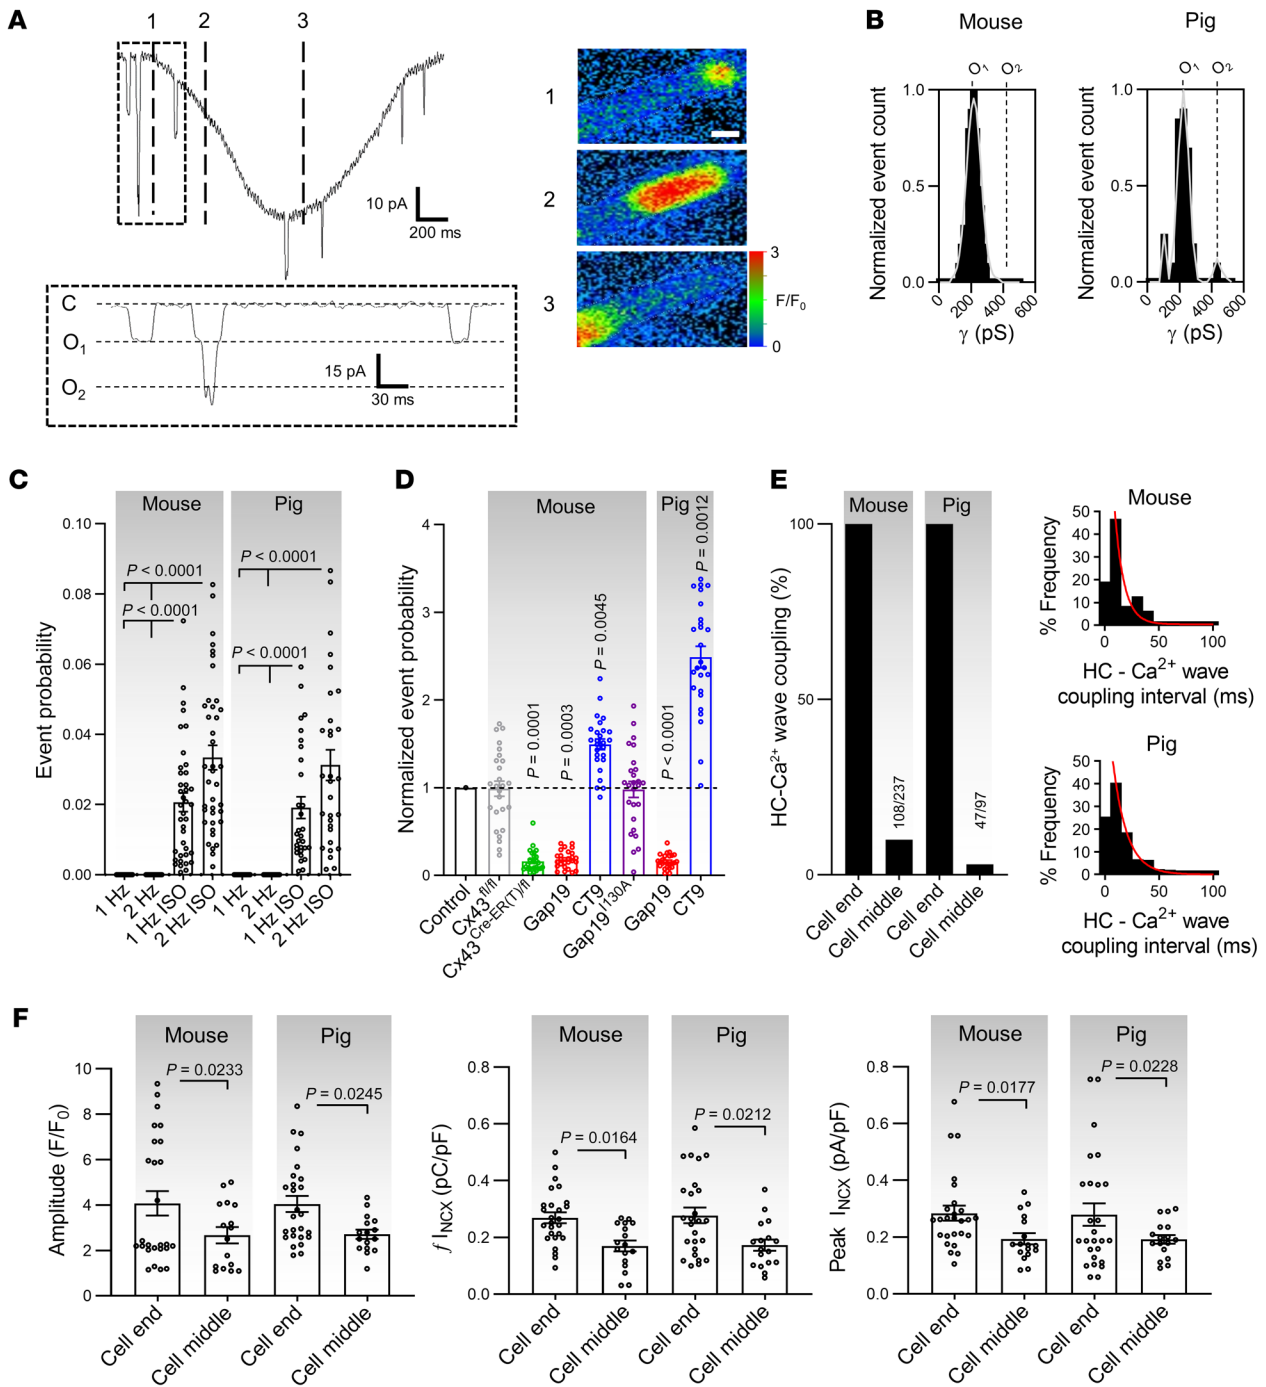 A
1 2 3
10 pA
200 ms
C
O1
O2
15 pA
30 ms
1
2
3
3
F/F0
0
B
Mouse
Pig
O1 O2
O1 O2
Normalized event count
1.0
0.5
0.0
0 200 400 600
γ (pS)
Normalized event count
1.0
0.5
0.0
0 200 400 600
γ (pS)
C
Mouse Pig
Event probability
0.10
0.08
0.06
0.04
0.02
0.00
P < 0.0001
P < 0.0001
P < 0.0001
P < 0.0001
1 Hz
2 Hz
1 Hz ISO
2 Hz ISO
1 Hz
2 Hz
1 Hz ISO
2 Hz ISO
D
Mouse
Pig
Normalized event probability
4
3
2
1
0
P = 0.0001
P = 0.0003
P = 0.0045
P < 0.0001
P = 0.0012
Control
Cx43fl/fl
Cx43Cre-ER(T)/fl
Gap19
CT9
Gap19I130A
Gap19
CT9
E
Mouse Pig
HC-Ca2+ wave coupling (%)
100
50
0
108/237
47/97
Cell end
Cell middle
Cell end
Cell middle
Mouse
% Frequency
50
40
30
20
10
0
0 50 100
HC - Ca2+ wave
coupling interval (ms)
Pig
% Frequency
50
40
30
20
10
0
0 50 100
HC - Ca2+ wave
coupling interval (ms)
F
Mouse Pig
Amplitude (F/F0)
10
8
6
4
2
0
P = 0.0233
P = 0.0245
Cell end
Cell middle
Cell end
Cell middle
Mouse Pig
ƒ INCX (pC/pF)
0.8
0.6
0.4
0.2
0.0
P = 0.0164
P = 0.0212
Cell end
Cell middle
Cell end
Cell middle
Mouse Pig
Peak INCX (pA/pF)
0.8
0.6
0.4
0.2
0.0
P = 0.0177
P = 0.0228
Cell end
Cell middle
Cell end
Cell middle